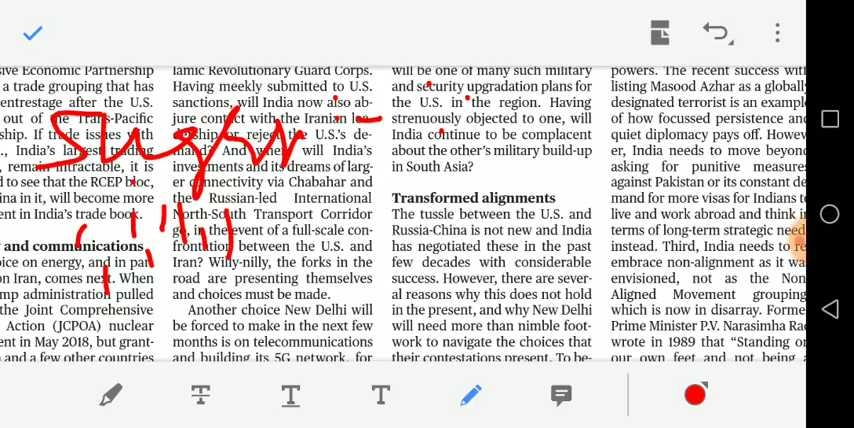 sive Economic Partnership
a trade grouping that has
entrestage after the U.S.
out of the Trans-Pacific
ship. If trade issues with
., India's largest trading
, remain intractable, it is
d to see that the RCEP bloc,
ina in it, will become more
ent in India's trade book.
y and communications
oice on energy, and in par
on Iran, comes next. When
mp administration pulled
the Joint Comprehensive
Action (JCPOA) nuclear
ent in May 2018, but grant-
and a few other countries
lamic Revolutionary Guard Corps.
Having meekly submitted to U.S.
sanctions, will India now also ab-
jure contact with the Iranian lea-
dership or reject the U.S.'s de-
mand? And where will India's
investments and its dreams of larg-
er connectivity via Chabahar and
the Russian-led International
North-South Transport Corridor
go, in the event of a full-scale con-
frontation between the U.S. and
Iran? Willy-nilly, the forks in the
road are presenting themselves
and choices must be made.
Another choice New Delhi will
be forced to make in the next few
months is on telecommunications
and building its 5G network, for
will be one of many such military
and security upgradation plans for
the U.S. in the region. Having
strenuously objected to one, will
India continue to be complacent
about the other's military build-up
in South Asia?
Transformed alignments
The tussle between the U.S. and
Russia-China is not new and India
has negotiated these in the past
few decades with considerable
success. However, there are sever-
al reasons why this does not hold
in the present, and why New Delhi
will need more than nimble foot-
work to navigate the choices that
their contestations present. To be-
powers. The recent success with
listing Masood Azhar as a globally
designated terrorist is an example
of how focussed persistence and
quiet diplomacy pays off. Howev
er, India needs to move beyond
asking for punitive measures
against Pakistan or its constant de
mand for more visas for Indians to
live and work abroad and think in
terms of long-term strategic need
instead. Third, India needs to re
embrace non-alignment as it wa
envisioned, not as the Non
Aligned Movement grouping
which is now in disarray. Forme
Prime Minister P.V. Narasimha Rao
wrote in 1989 that "Standing on
our own feet and not being a